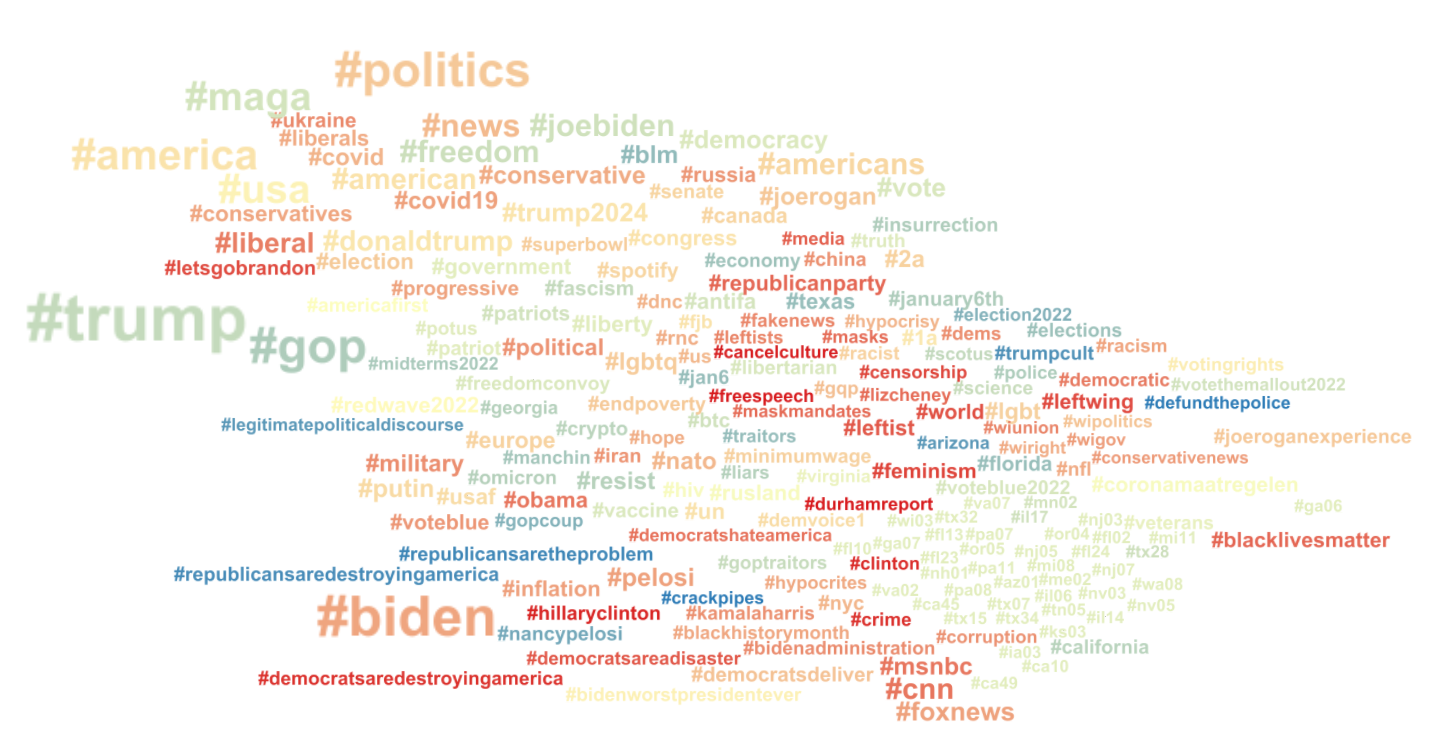 #politics
#maga
#ukraine #news #joebiden
#liberals #democracy
#america #covid #freedom #blm #americans
#usa #american #conservative #russia #vote
#covid19 #senate #joerogan
#conservatives #trump2024 #canada #insurrection
#liberal #donaldtrump #superbowl #congress #media #truth
#letsgobrandon #election #government #spotify #economy #china #2a
#progressive #fascism #republicanparty
#trump #americafirst #patriots #dnc #antifa #texas #january6th
#potus #liberty #fjb #fakenews #hypocrisy #election2022 #elections
#gop #patriot #political #rnc #leftists #masks #1a #dems #racism
#midterms2022 #lgbtq #us #cancelculture #racist #scotus #trumpcult #votingrights
#freedomconvoy #jan6 #libertarian #censorship #police #democratic #votethemallout2022
#redwave2022 #georgia #endpoverty #freespeech #gqp #lizcheney #science #leftwing #defundthepolice
#legitimatepoliticaldiscourse #crypto #btc #maskmandates #world #lgbt #wipolitics
#europe #hope #traitors #leftist #arizona #wiunion #wigov #joeroganexperience
#military #manchin #iran #nato #minimumwage #wiright #conservativenews
#omicron #resist #liars #virginia #feminism #florida #nfl
#putin #usaf #obama #hiv #rusland #durhamreport #voteblue2022 #coronamaatregelen
#voteblue #gopcoup #vaccine #un #demvoice1 #wi03 #tx32 #va07 #mn02 #il17 #nj03 #veterans #ga06
#democratshateamerica #fl13 #pa07 #or04 #fl02 #mi11 #blacklivesmatter
#republicansaretheproblem #goptraitors #fl10 #ga07 #clinton #fl23 #or05 #nj05 #fl24 #tx28
#republicansaredestroyingamerica #inflation #pelosi #hypocrites #nh01 #pa11 #mi08 #nj07
#biden #crackpipes #nyc #va02 #pa08 #az01 #me02 #wa08
#hillaryclinton #kamalaharris #crime #ca45 #tx07 #il06 #nv03 #nv05
#nancypelosi #blackhistorymonth #tx15 #tx34 #tn05 #il14
#democratsareadisaster #bidenadministration #corruption #ks03 #california
#democratsaredestroyingamerica #democratsdeliver #msnbc #ia03 #ca10
#bidenworstpresidentever #cnn #ca49
#foxnews